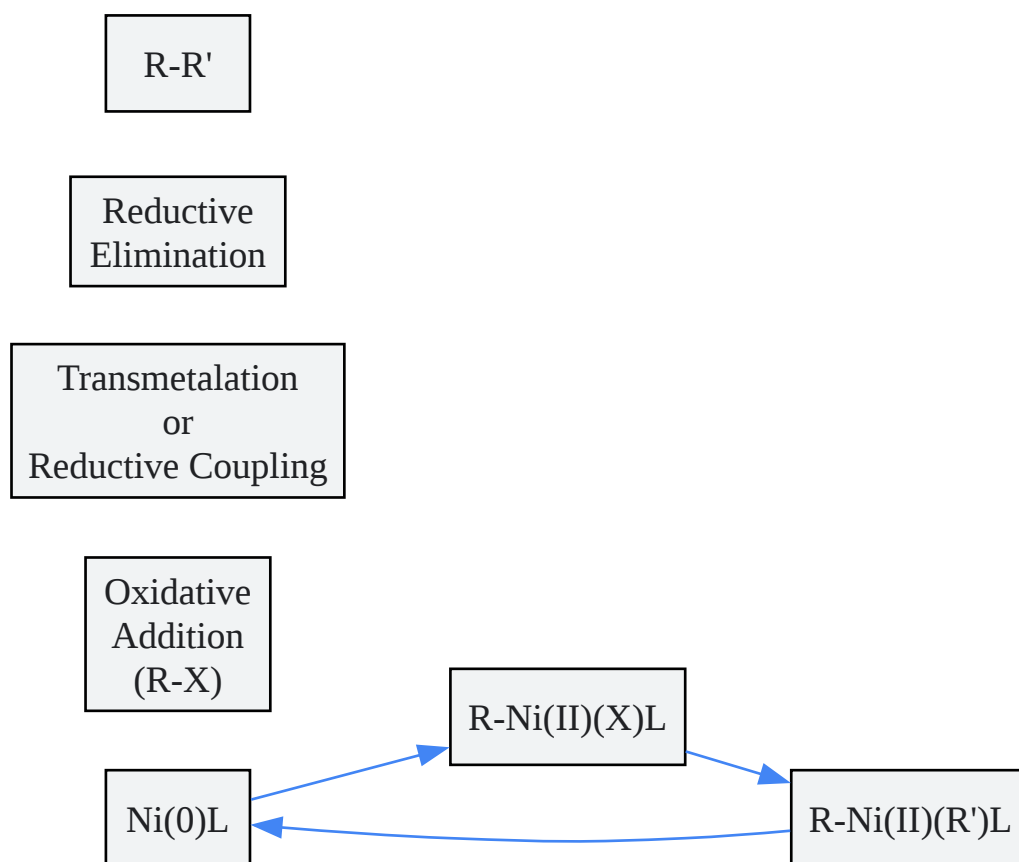 R-R'
Reductive
Elimination
Transmetalation
or
Reductive Coupling
Oxidative
Addition
(R-X)
R-Ni(II)(X)L
Ni(0)L
R-Ni(II)(R')L